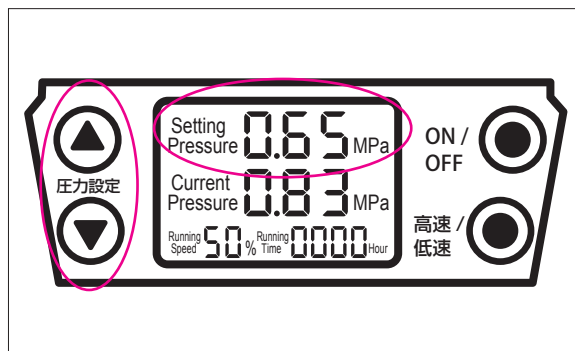 圧力設定
Setting Pressure 0.65 MPa
Current Pressure 0.83 MPa
Running Speed 50 % Running Time 0000 Hour
ON / OFF
高速 / 低速